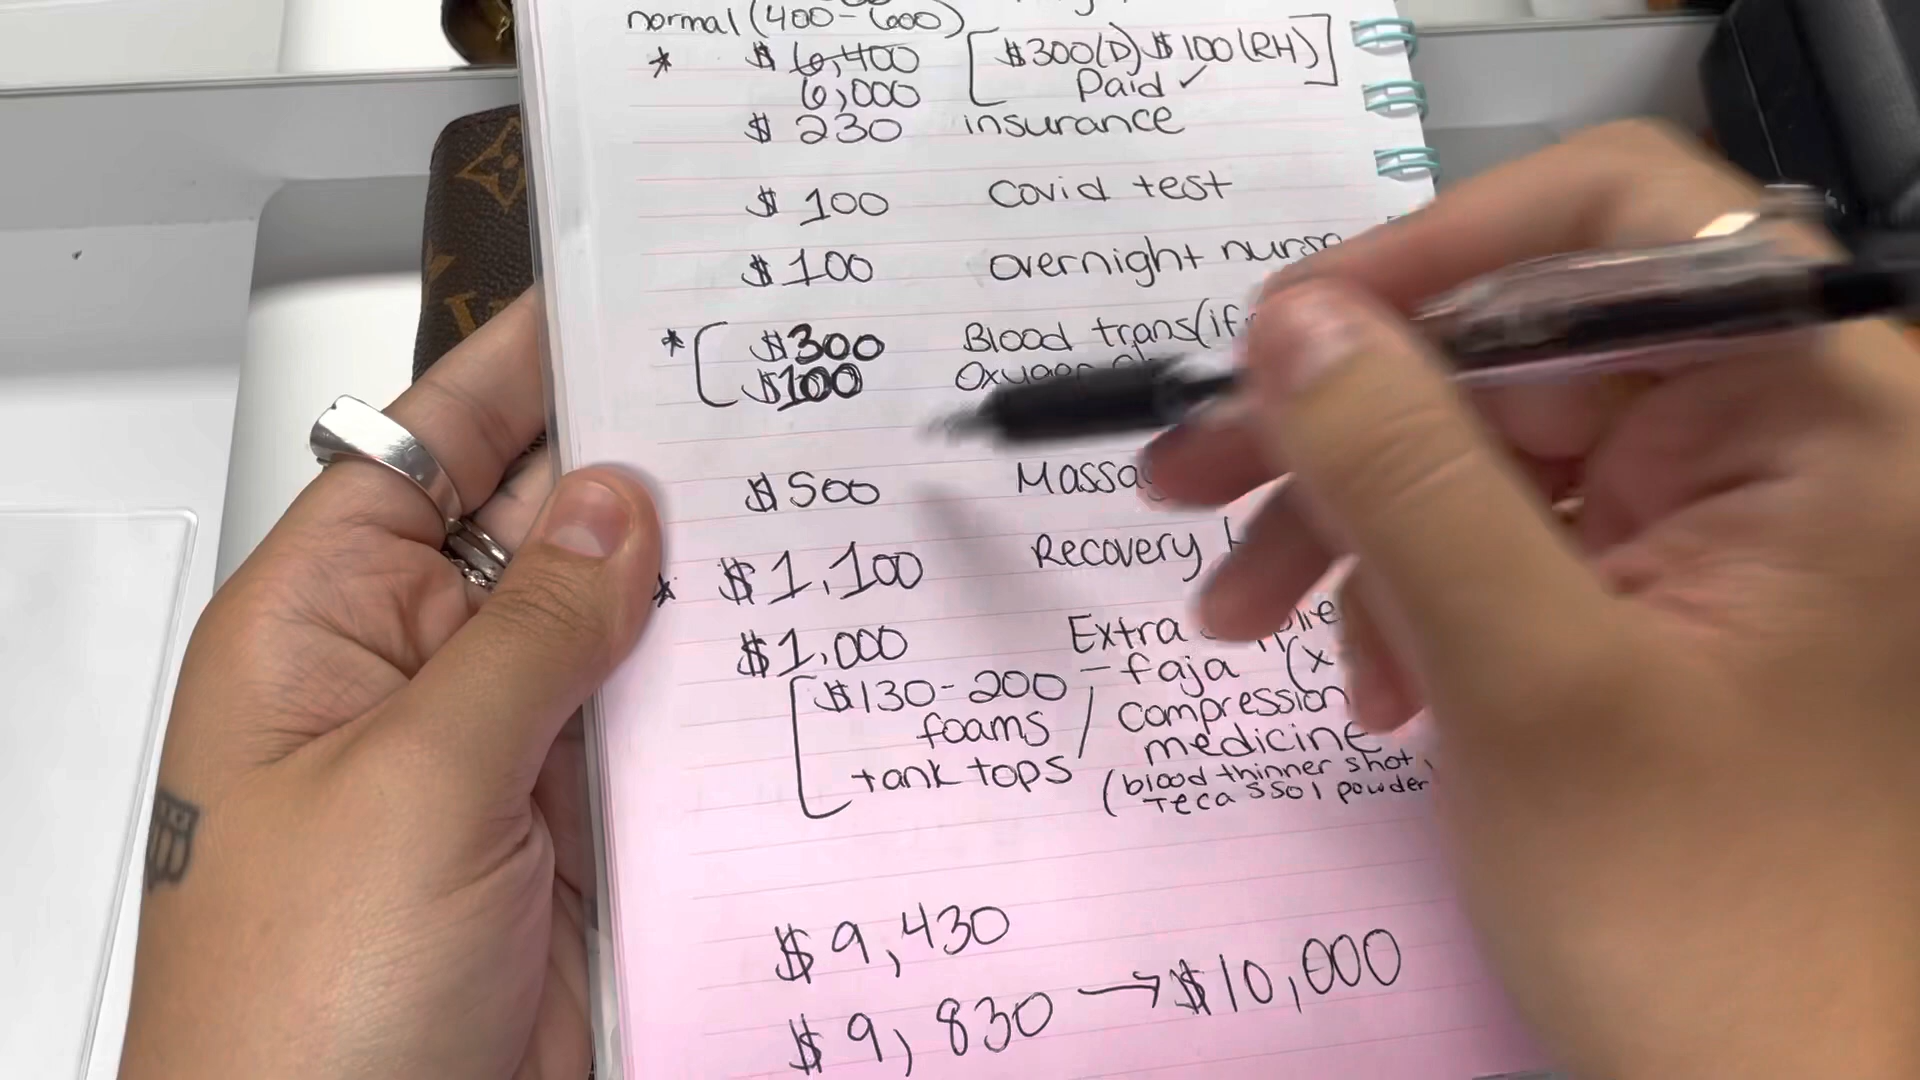 normal (400-600)
* $ 6,400 [$300(D) $100(RH)]
6,000 Paid ✓
$ 230 insurance
$ 100 Covid test
$ 100 overnight nurse
* $300 Blood trans(if
$100 Oxygen
$500
* $1,100 Recovery
$1,000 Extra
[$130-200 - faja (x
foams / compression
tank tops medicine
(blood thinner shot,
Teca ssol powder
$9,430
$9,830 → $10,000